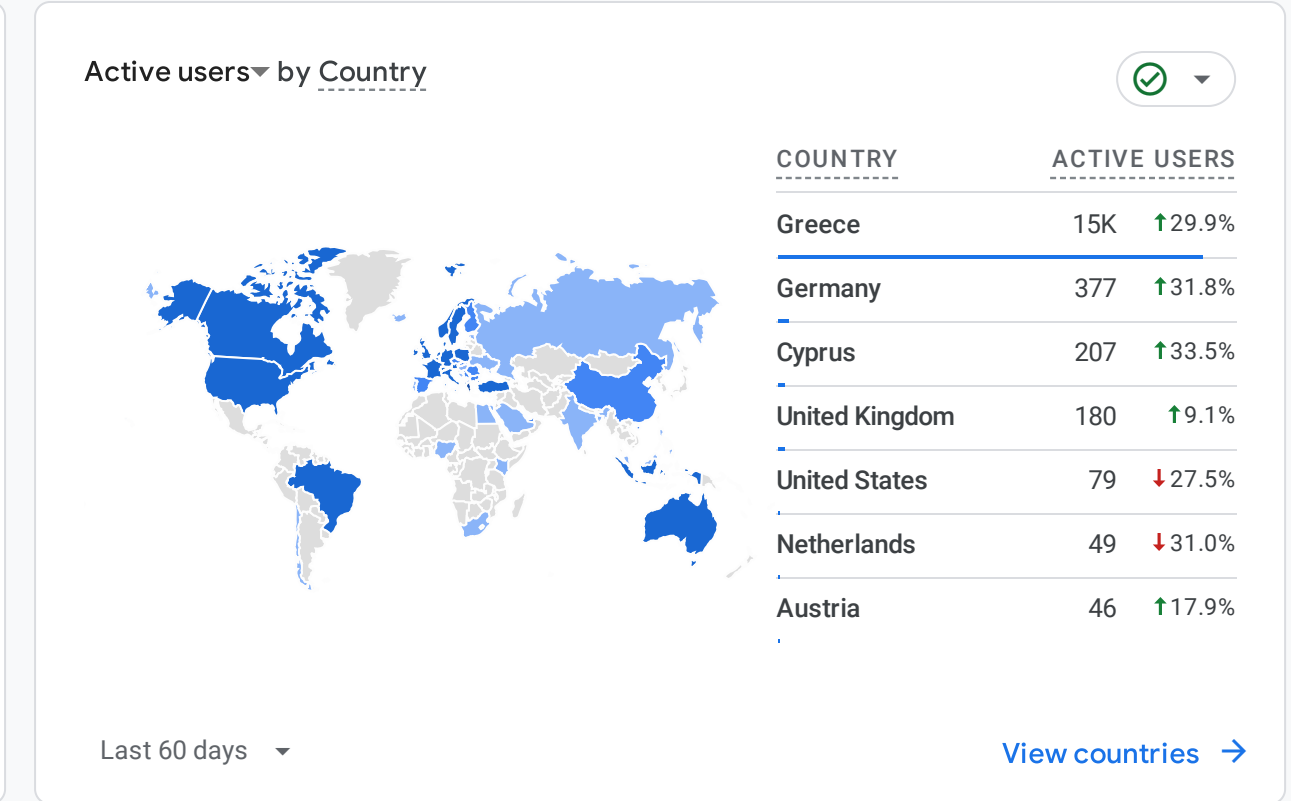 Active users by Country
COUNTRY ACTIVE USERS
Greece 15K ↑29.9%
Germany 377 ↑31.8%
Cyprus 207 ↑33.5%
United Kingdom 180 ↑9.1%
United States 79 ↓27.5%
Netherlands 49 ↓31.0%
Austria 46 ↑17.9%
Last 60 days
View countries →